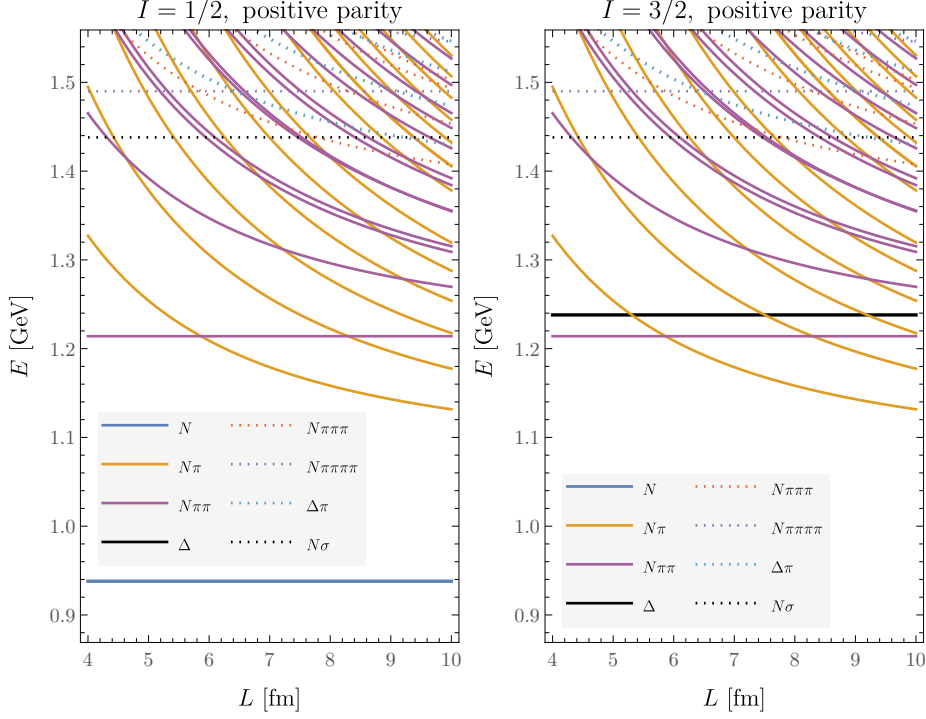 I = 1/2, positive parity
E [GeV]
1.5
1.4
1.3
1.2
1.1
1.0
0.9
N
Nπ
Nππ
Δ
Nπππ
Nππππ
Δπ
Nσ
4 5 6 7 8 9 10
L [fm]
I = 3/2, positive parity
E [GeV]
1.5
1.4
1.3
1.2
1.1
1.0
0.9
N
Nπ
Nππ
Δ
Nπππ
Nππππ
Δπ
Nσ
4 5 6 7 8 9 10
L [fm]